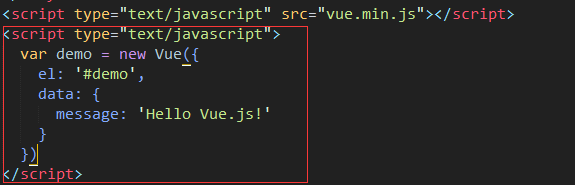 <script type="text/javascript" src="vue.min.js"></script>
<script type="text/javascript">
  var demo = new Vue({
    el: '#demo',
    data: {
      message: 'Hello Vue.js!'
    }
  })
</script>